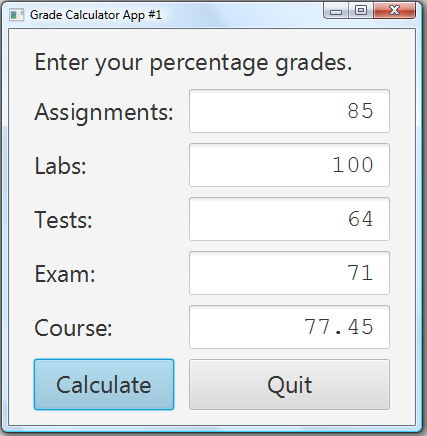 Grade Calculator App #1
Enter your percentage grades.
Assignments: 85
Labs: 100
Tests: 64
Exam: 71
Course: 77.45
Calculate Quit